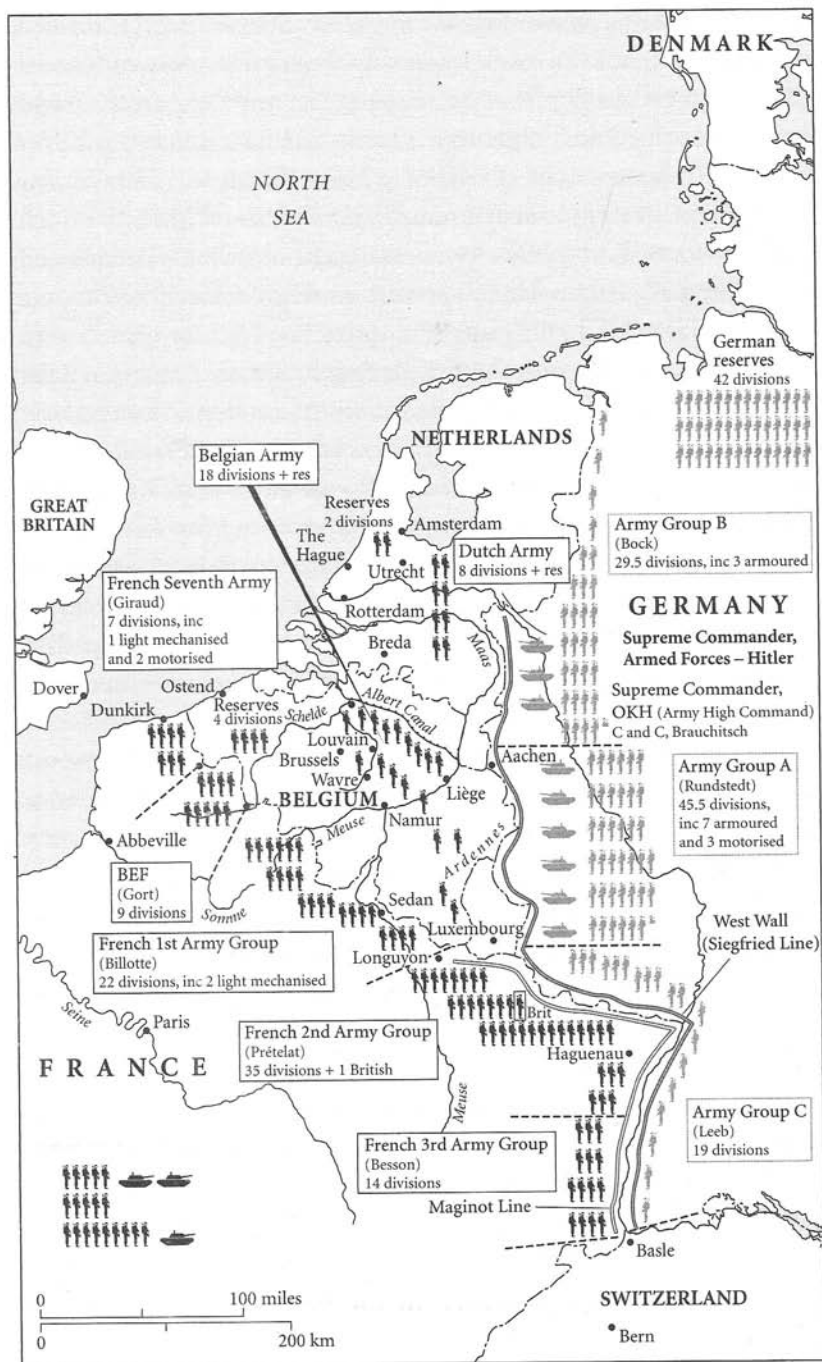 DENMARK
NORTH
SEA
German
reserves
42 divisions
NETHERLANDS
Belgian Army
18 divisions + res
GREAT
BRITAIN
Reserves
2 divisions
Amsterdam
The
Hague
Utrecht
Dutch Army
8 divisions + res
Army Group B
(Bock)
29.5 divisions, inc 3 armoured
French Seventh Army
(Giraud)
7 divisions, inc
1 light mechanised
and 2 motorised
Rotterdam
Breda
Maas
GERMANY
Supreme Commander,
Armed Forces – Hitler
Supreme Commander,
OKH (Army High Command)
C and C, Brauchitsch
Dover
Dunkirk
Ostend
Reserves
4 divisions
Schelde
Albert Canal
Louvain
Brussels
Wavre
BELGIUM
Liège
Aachen
Namur
Meuse
Army Group A
(Rundstedt)
45.5 divisions,
inc 7 armoured
and 3 motorised
Abbeville
BEF
(Gort)
9 divisions
Somme
Ardennes
Sedan
Luxembourg
Longuyon
West Wall
(Siegfried Line)
French 1st Army Group
(Billotte)
22 divisions, inc 2 light mechanised
Seine
Paris
FRANCE
French 2nd Army Group
(Prételat)
35 divisions + 1 British
Brit
Haguenau
Meuse
Army Group C
(Leeb)
19 divisions
French 3rd Army Group
(Besson)
14 divisions
Maginot Line
Basle
SWITZERLAND
Bern
0 100 miles
0 200 km